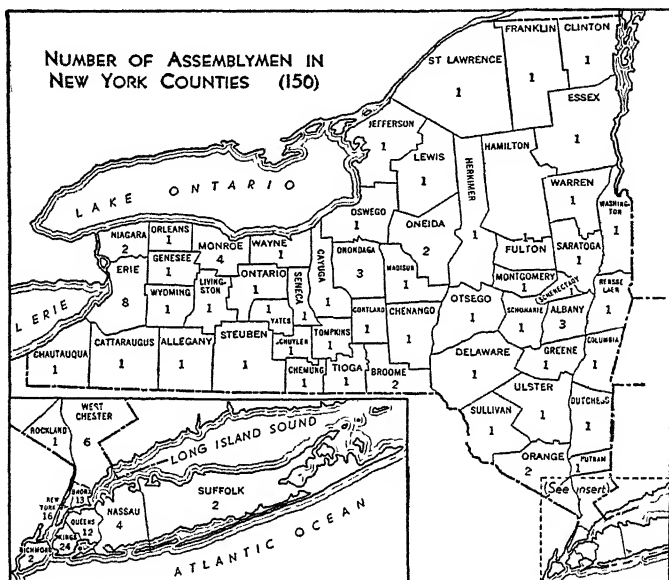 NUMBER OF ASSEMBLYMEN IN
NEW YORK COUNTIES (150)
FRANKLIN
1
CLINTON
1
ST LAWRENCE
1
ESSEX
1
JEFFERSON
1
LEWIS
1
HERKIMER
1
HAMILTON
WARREN
1
WASHING-
TON
1
LAKE ONTARIO
OSWEGO
1
ONEIDA
2
FULTON
1
SARATOGA
1
NIAGARA
2
ORLEANS
1
MONROE
4
WAYNE
1
CAYUGA
1
ONONDAGA
3
MADISON
1
MONTGOMERY
1
SCHENECTADY
1
RENSSE
LAER
1
ERIE
8
GENESEE
1
WYOMING
1
LIVING-
STON
1
ONTARIO
1
YATES
1
SENECA
1
CORTLAND
1
CHENANGO
1
OTSEGO
1
SCHOHARIE
1
ALBANY
3
L. ERIE
CHAUTAUQUA
1
CATTARAUGUS
1
ALLEGANY
1
STEUBEN
1
SCHUYLER
1
TOMPKINS
1
CHEMUNG
1
TIOGA
1
BROOME
2
DELAWARE
1
GREENE
1
COLUMBIA
1
ULSTER
1
SULLIVAN
1
DUTCHESS
1
ORANGE
2
PUTNAM
1
(See insert)
ROCKLAND
1
WEST
CHESTER
6
LONG ISLAND SOUND
NEW
YORK
16
BRONX
13
QUEENS
12
KINGS
24
RICHMOND
2
NASSAU
4
SUFFOLK
2
ATLANTIC OCEAN